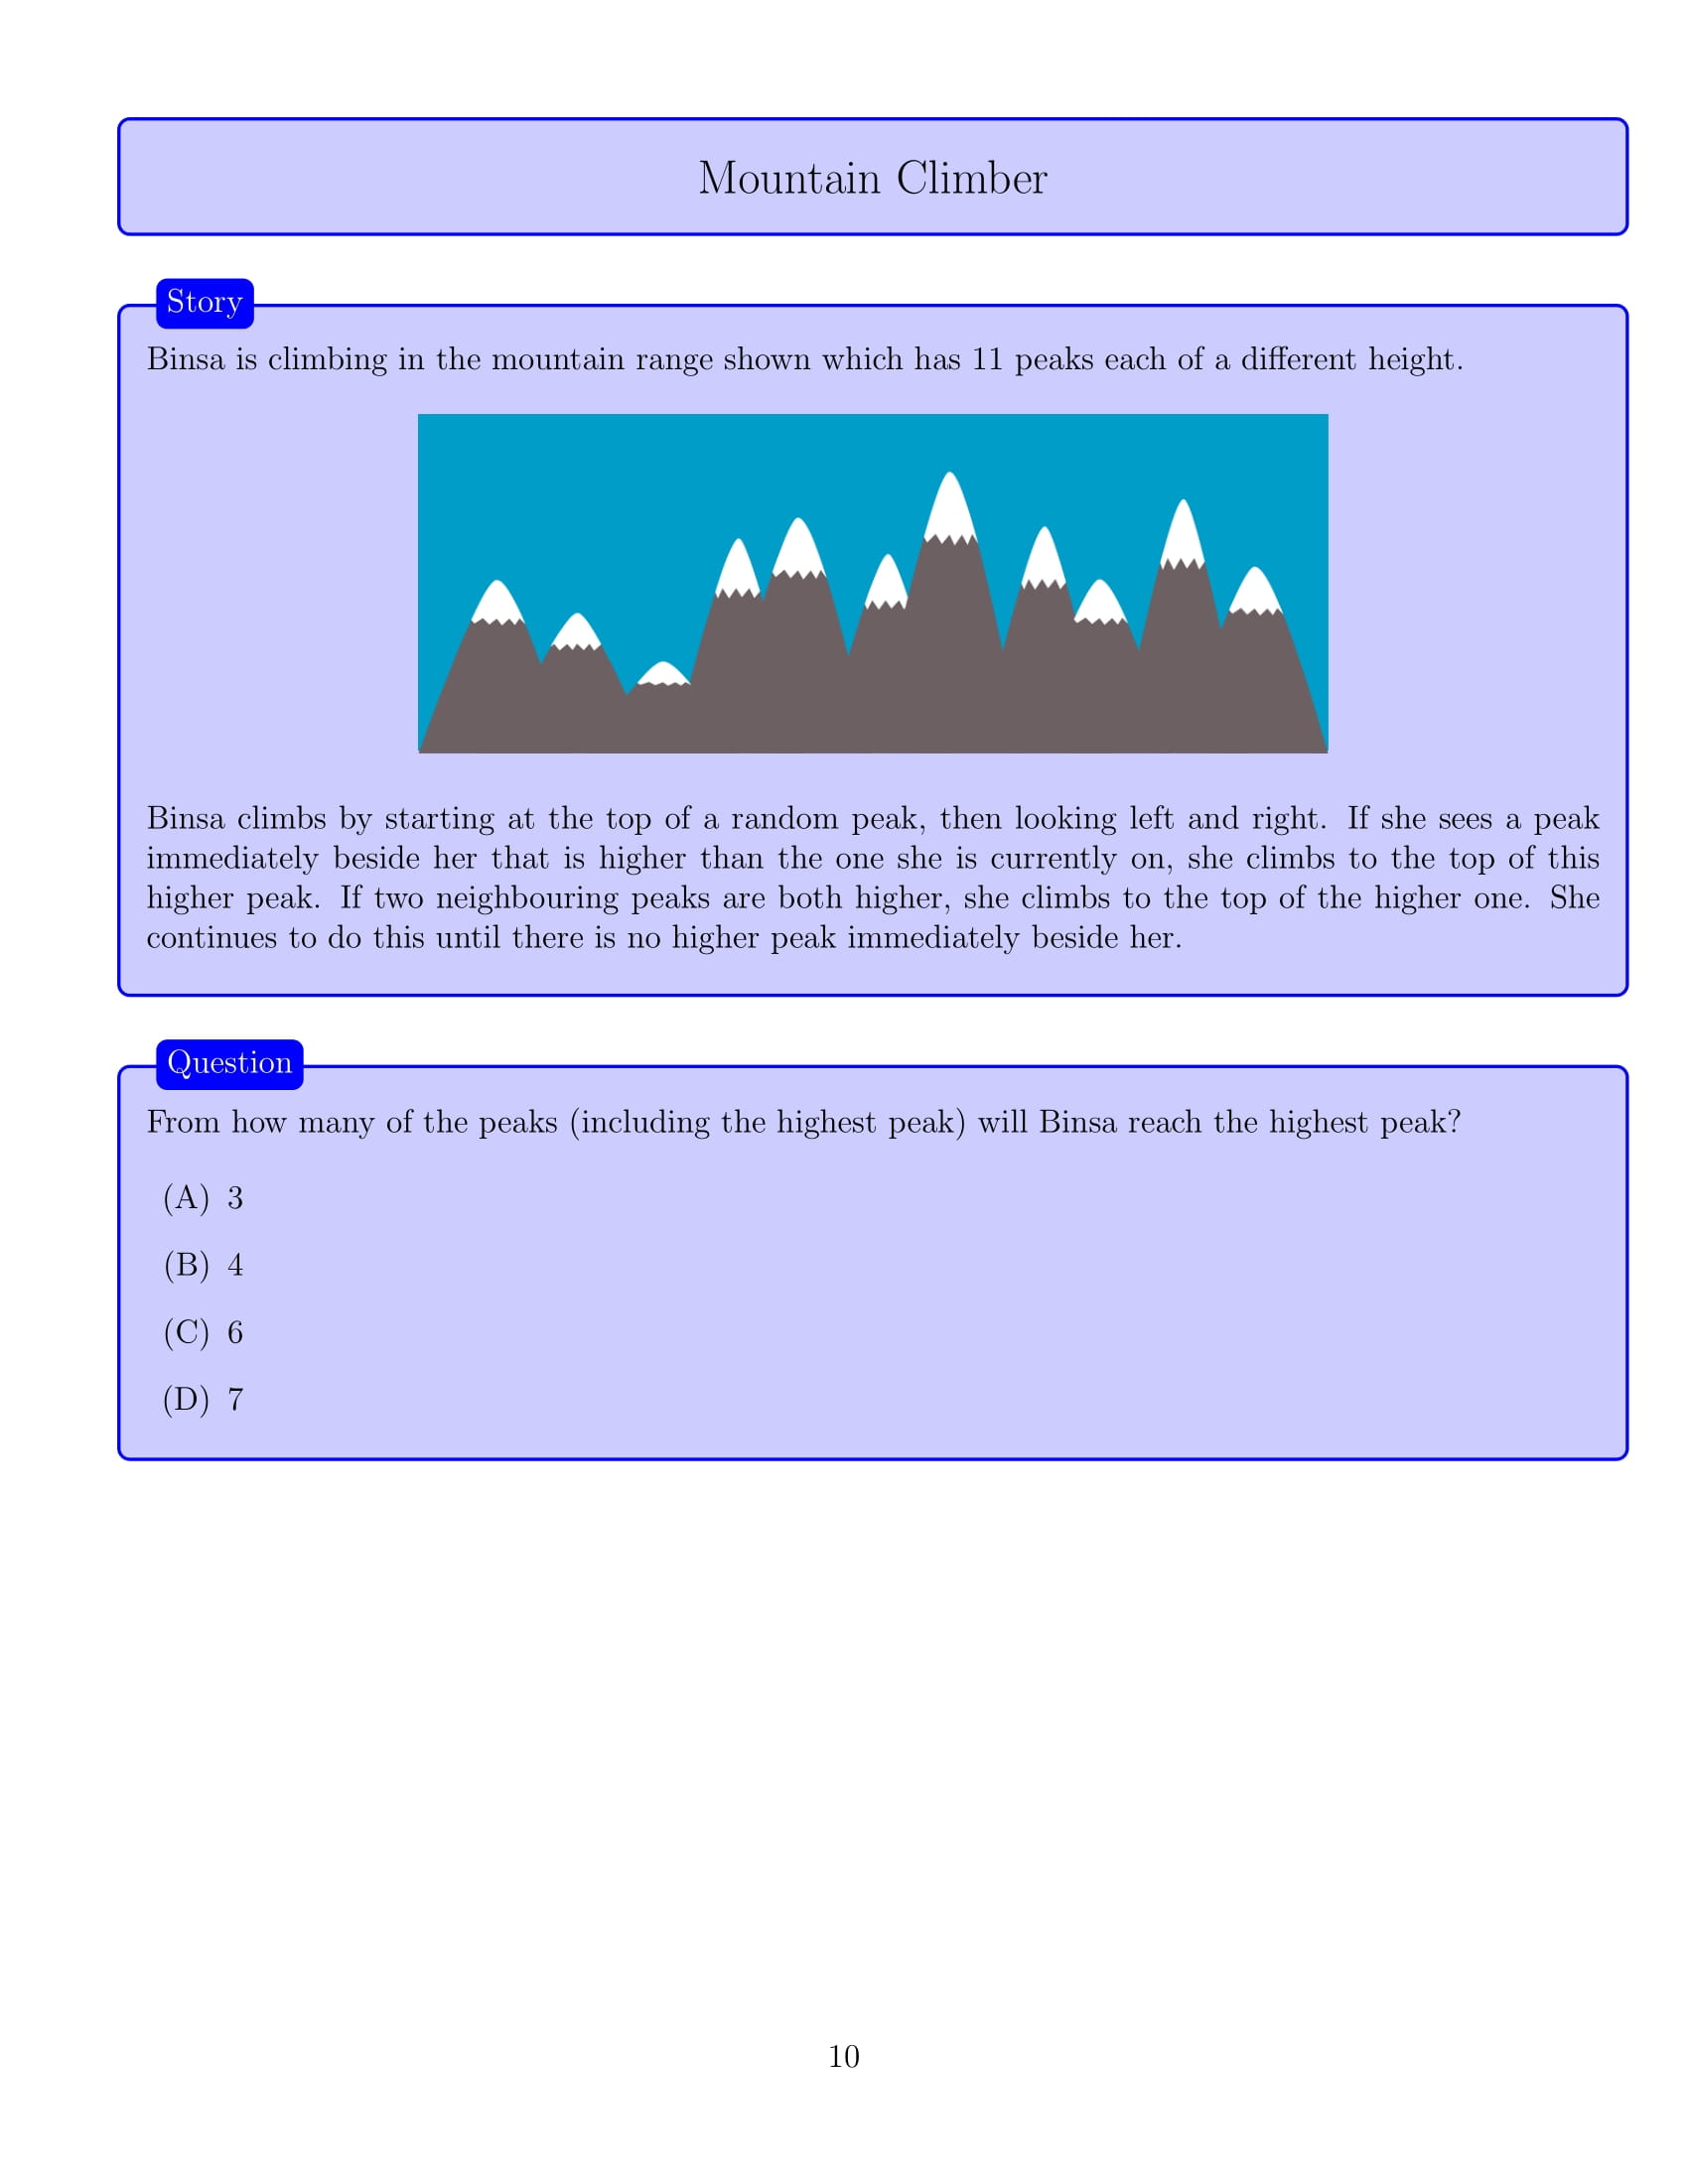 Mountain Climber
Story
Binsa is climbing in the mountain range shown which has 11 peaks each of a different height.
Binsa climbs by starting at the top of a random peak, then looking left and right. If she sees a peak
immediately beside her that is higher than the one she is currently on, she climbs to the top of this
higher peak. If two neighbouring peaks are both higher, she climbs to the top of the higher one. She
continues to do this until there is no higher peak immediately beside her.
Question
From how many of the peaks (including the highest peak) will Binsa reach the highest peak?
(A) 3
(B) 4
(C) 6
(D) 7
10